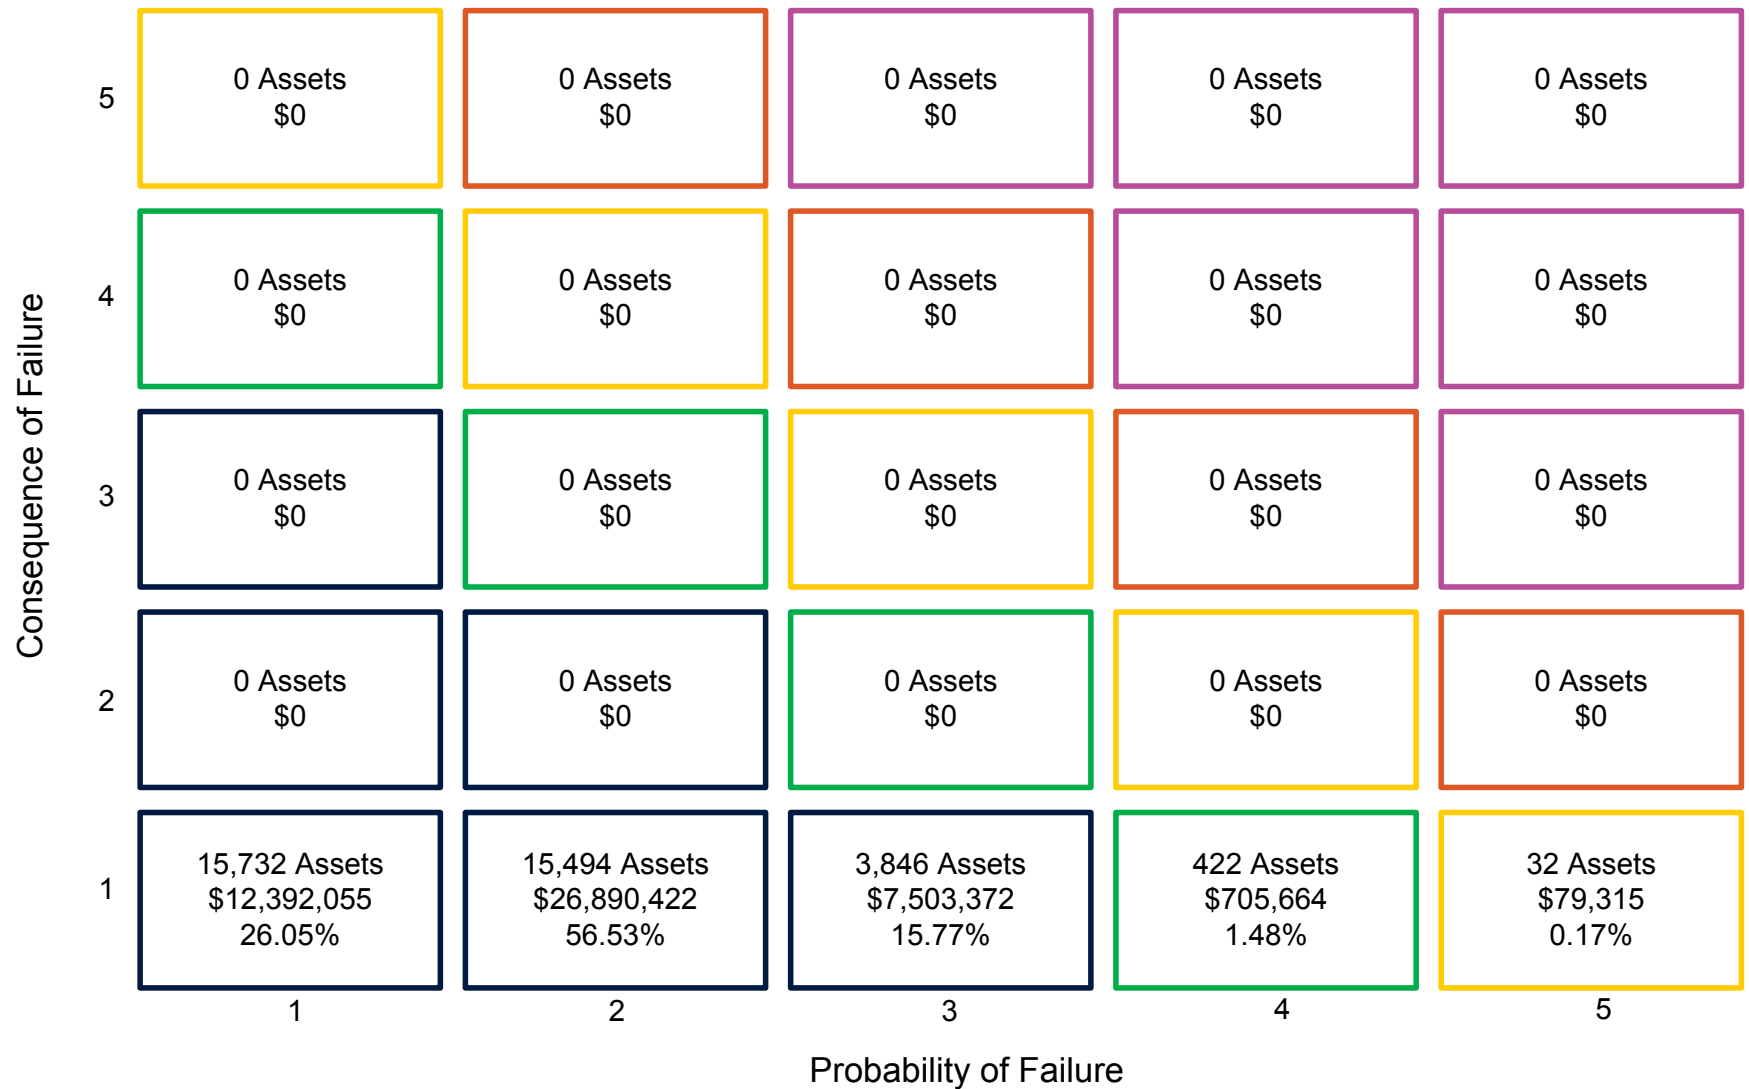 Consequence of Failure
5
0 Assets
$0
0 Assets
$0
0 Assets
$0
0 Assets
$0
0 Assets
$0
4
0 Assets
$0
0 Assets
$0
0 Assets
$0
0 Assets
$0
0 Assets
$0
3
0 Assets
$0
0 Assets
$0
0 Assets
$0
0 Assets
$0
0 Assets
$0
2
0 Assets
$0
0 Assets
$0
0 Assets
$0
0 Assets
$0
0 Assets
$0
1
15,732 Assets
$12,392,055
26.05%
15,494 Assets
$26,890,422
56.53%
3,846 Assets
$7,503,372
15.77%
422 Assets
$705,664
1.48%
32 Assets
$79,315
0.17%
1
2
3
4
5
Probability of Failure